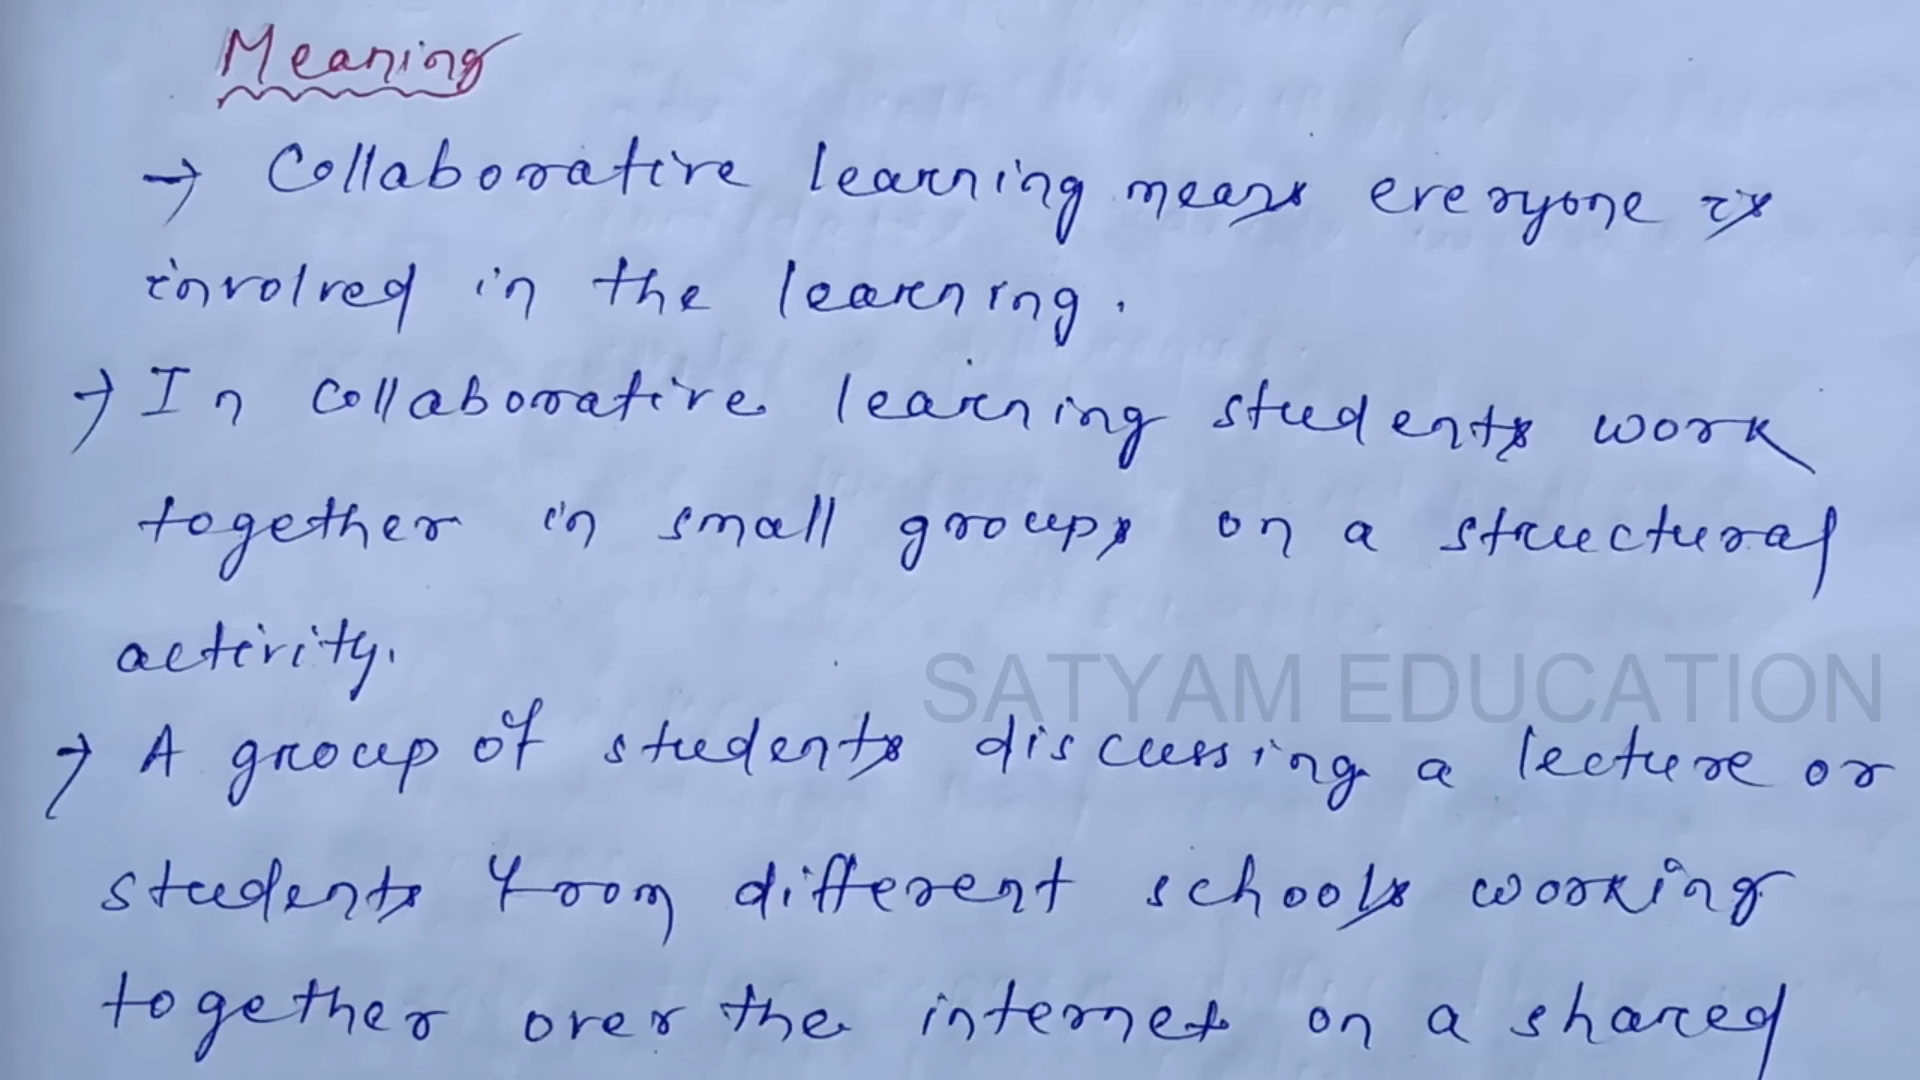 Meaning
→ Collaborative learning means everyone is
involved in the learning.
→ In collaborative learning students work
together in small groups on a structural
activity.
SATYAM EDUCATION
→ A group of students discussing a lecture or
students from different schools working
together over the internet on a shared